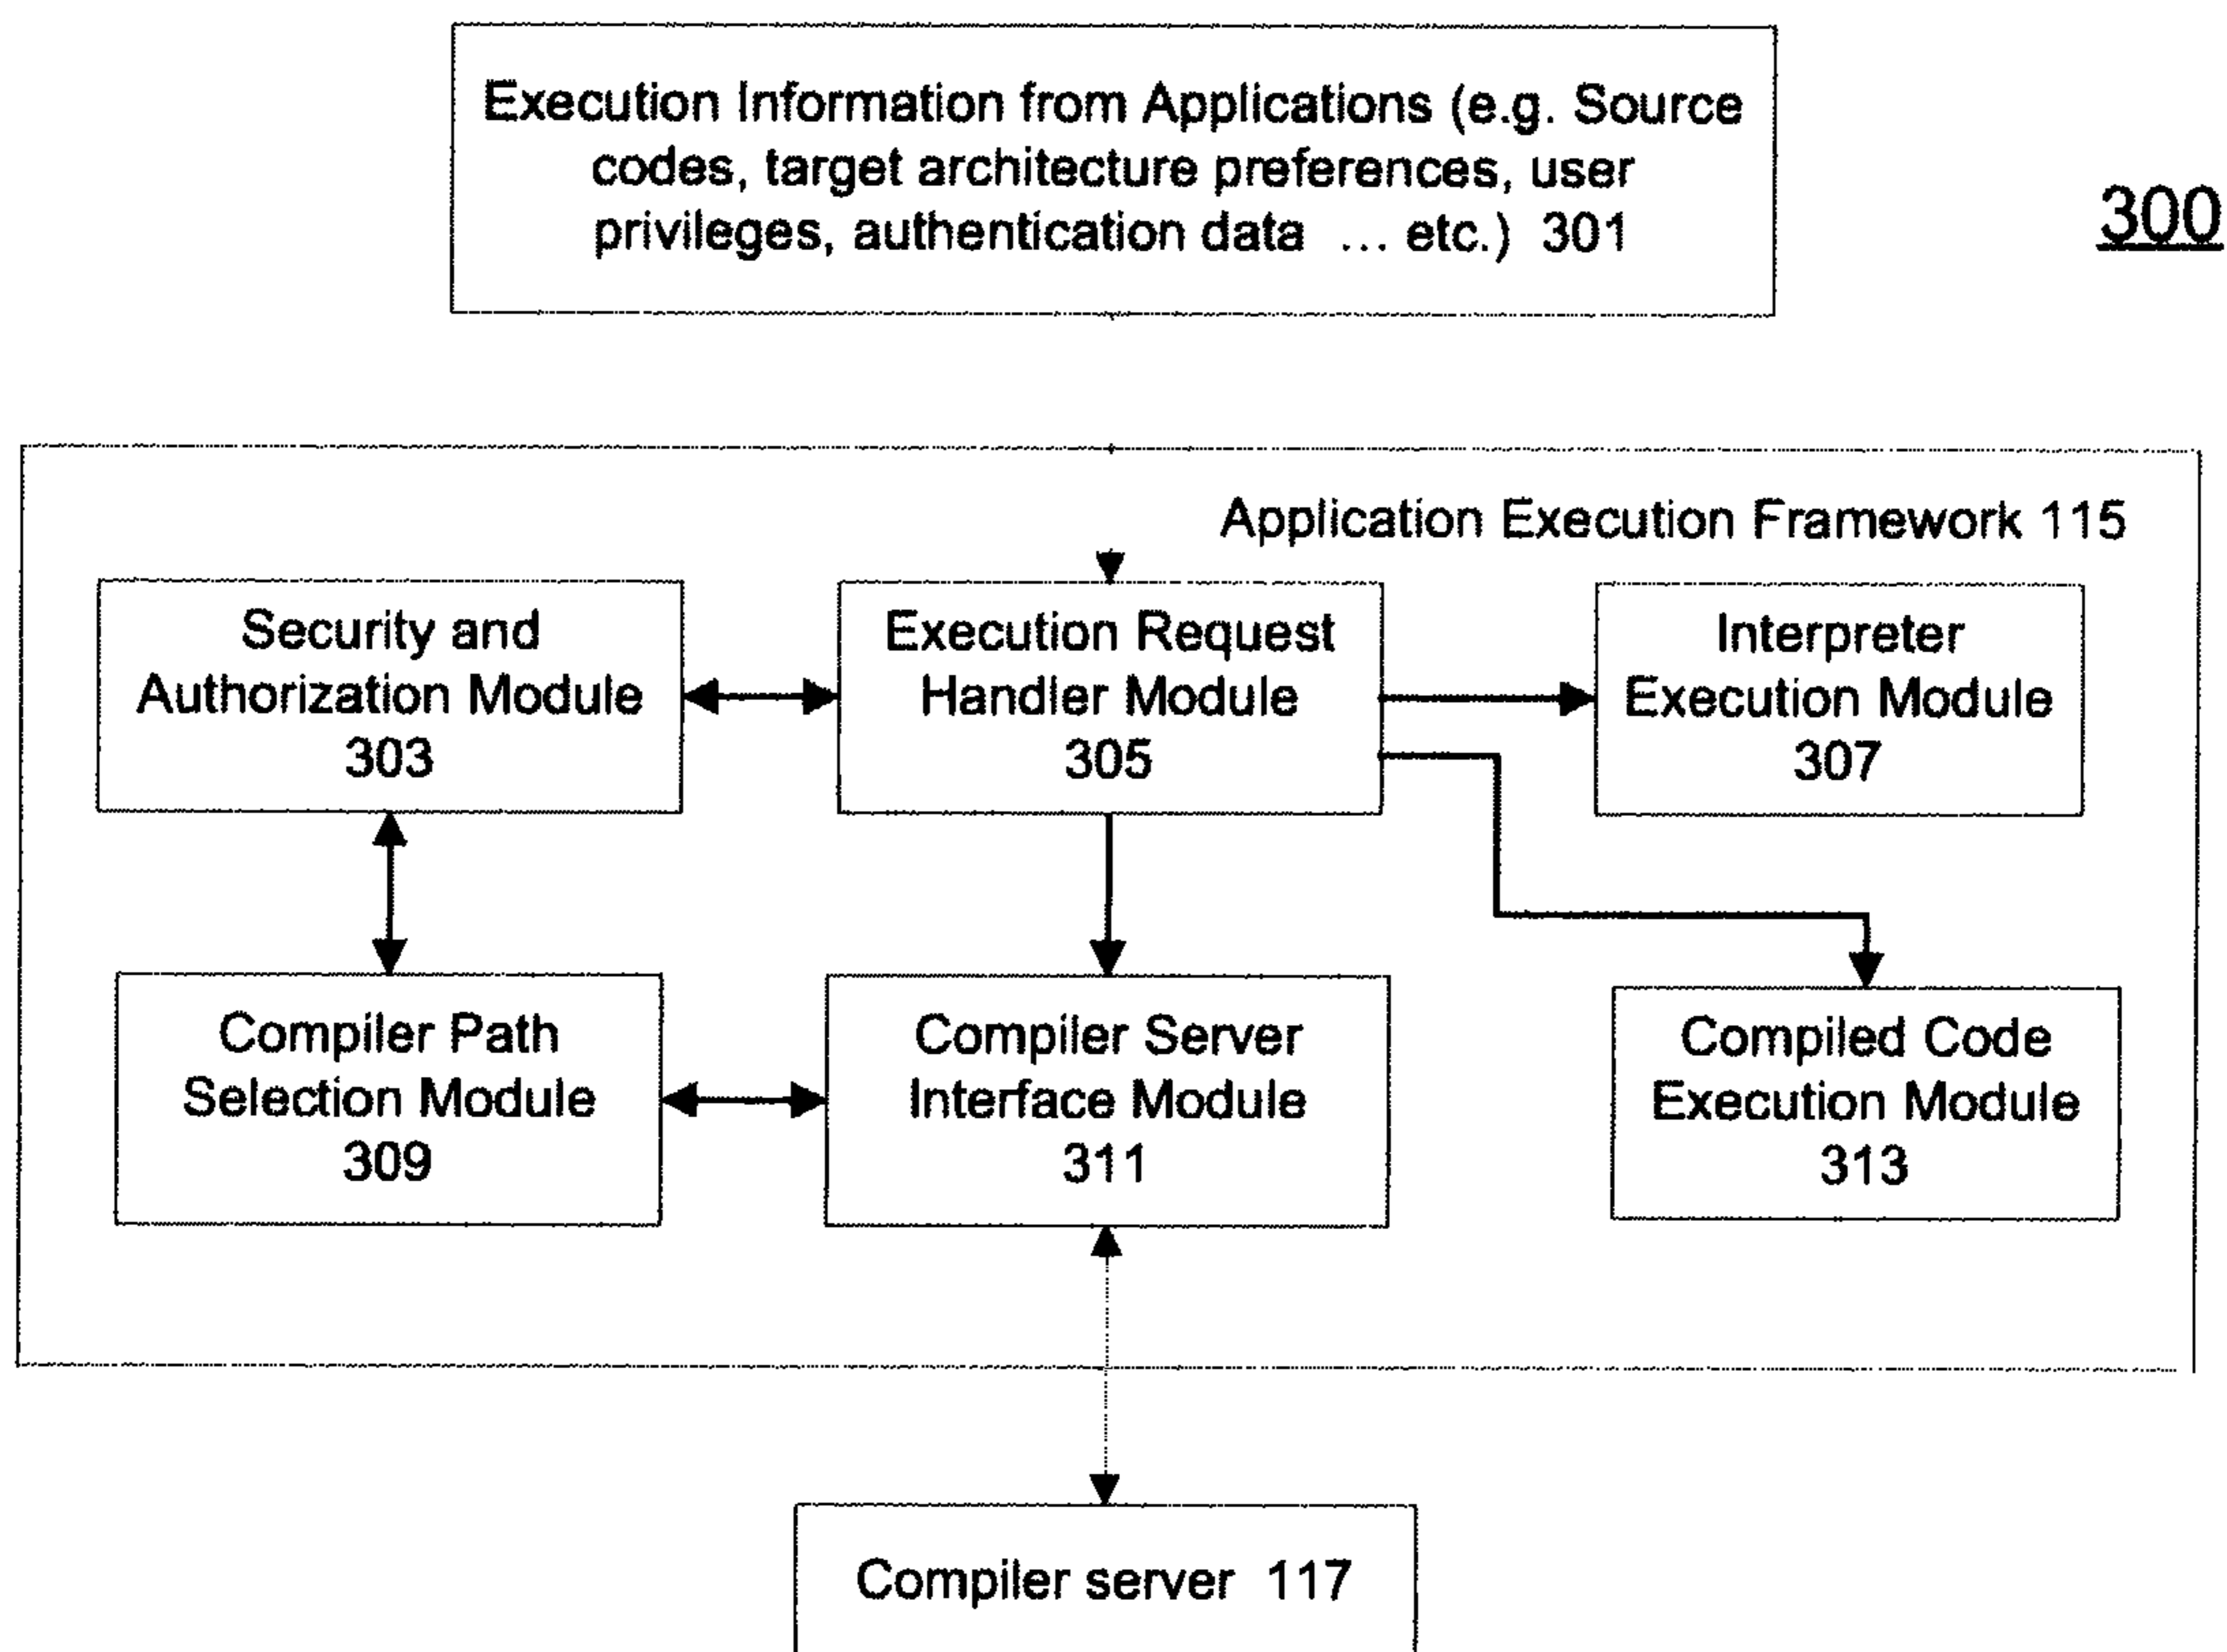 Execution Information from Applications (e.g. Source
codes, target architecture preferences, user
privileges, authentication data ... etc.) 301
300
Application Execution Framework 115
Security and
Authorization Module
303
Execution Request
Handler Module
305
Interpreter
Execution Module
307
Compiler Path
Selection Module
309
Compiler Server
Interface Module
311
Compiled Code
Execution Module
313
Compiler server 117